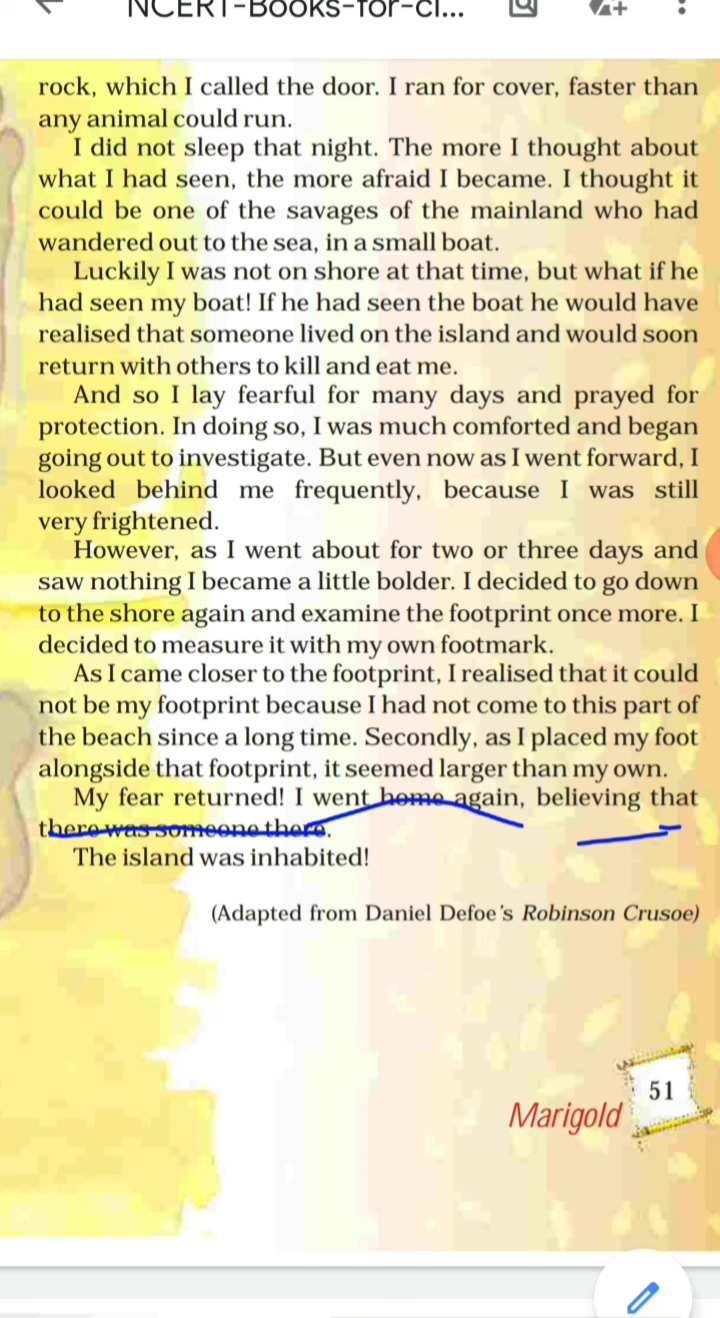 NCERT-Books-for-cl...
rock, which I called the door. I ran for cover, faster than
any animal could run.
I did not sleep that night. The more I thought about
what I had seen, the more afraid I became. I thought it
could be one of the savages of the mainland who had
wandered out to the sea, in a small boat.
Luckily I was not on shore at that time, but what if he
had seen my boat! If he had seen the boat he would have
realised that someone lived on the island and would soon
return with others to kill and eat me.
And so I lay fearful for many days and prayed for
protection. In doing so, I was much comforted and began
going out to investigate. But even now as I went forward, I
looked behind me frequently, because I was still
very frightened.
However, as I went about for two or three days and
saw nothing I became a little bolder. I decided to go down
to the shore again and examine the footprint once more. I
decided to measure it with my own footmark.
As I came closer to the footprint, I realised that it could
not be my footprint because I had not come to this part of
the beach since a long time. Secondly, as I placed my foot
alongside that footprint, it seemed larger than my own.
My fear returned! I went home again, believing that
there was someone there.
The island was inhabited!
(Adapted from Daniel Defoe's Robinson Crusoe)
51
Marigold